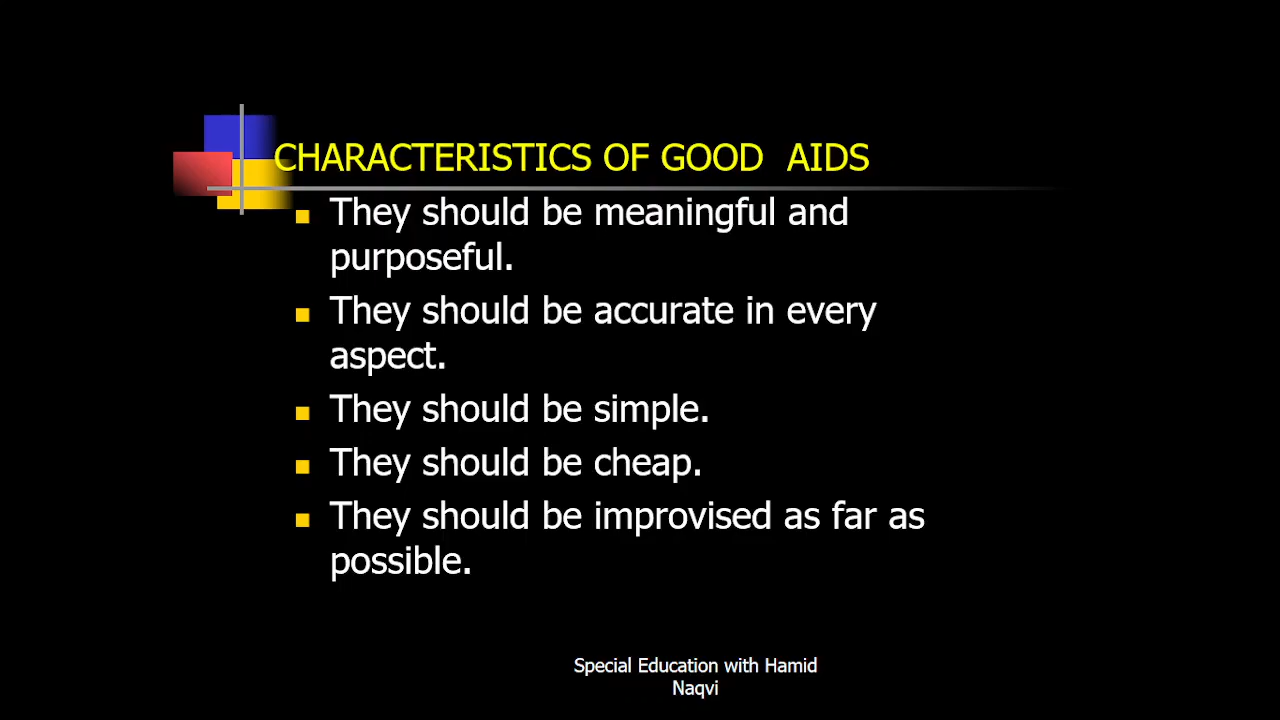 CHARACTERISTICS OF GOOD  AIDS
They should be meaningful and
purposeful.
They should be accurate in every
aspect.
They should be simple.
They should be cheap.
They should be improvised as far as
possible.
Special Education with Hamid
Naqvi